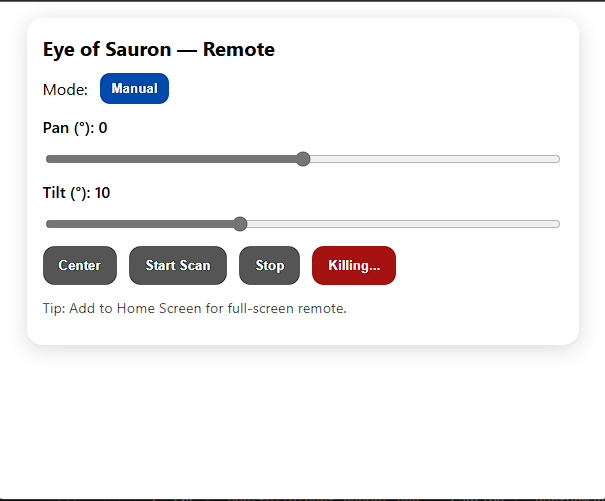 Eye of Sauron — Remote
Mode: Manual
Pan (°): 0
Tilt (°): 10
Center Start Scan Stop Killing...
Tip: Add to Home Screen for full-screen remote.